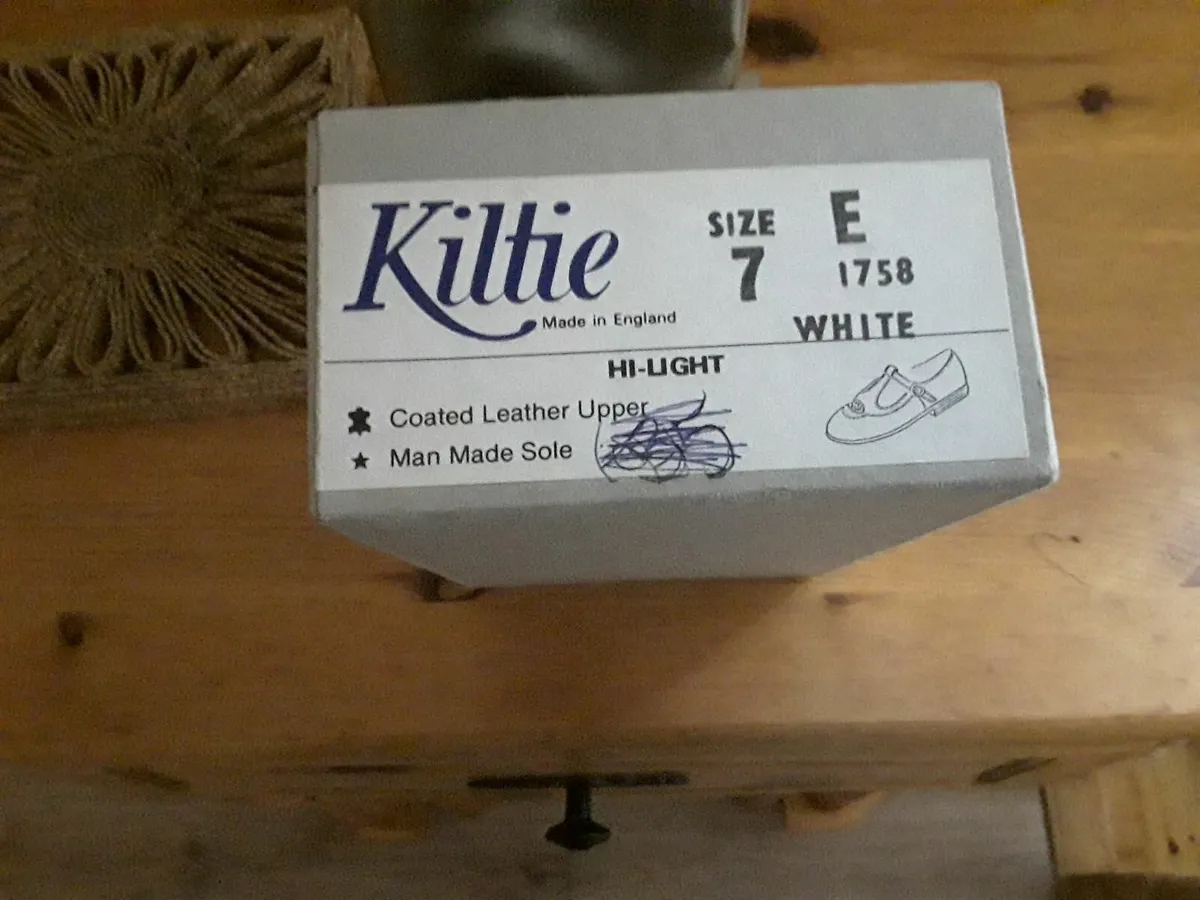 Kiltie
Made in England
SIZE E
7 1758
WHITE
HI-LIGHT
Coated Leather Upper
Man Made Sole